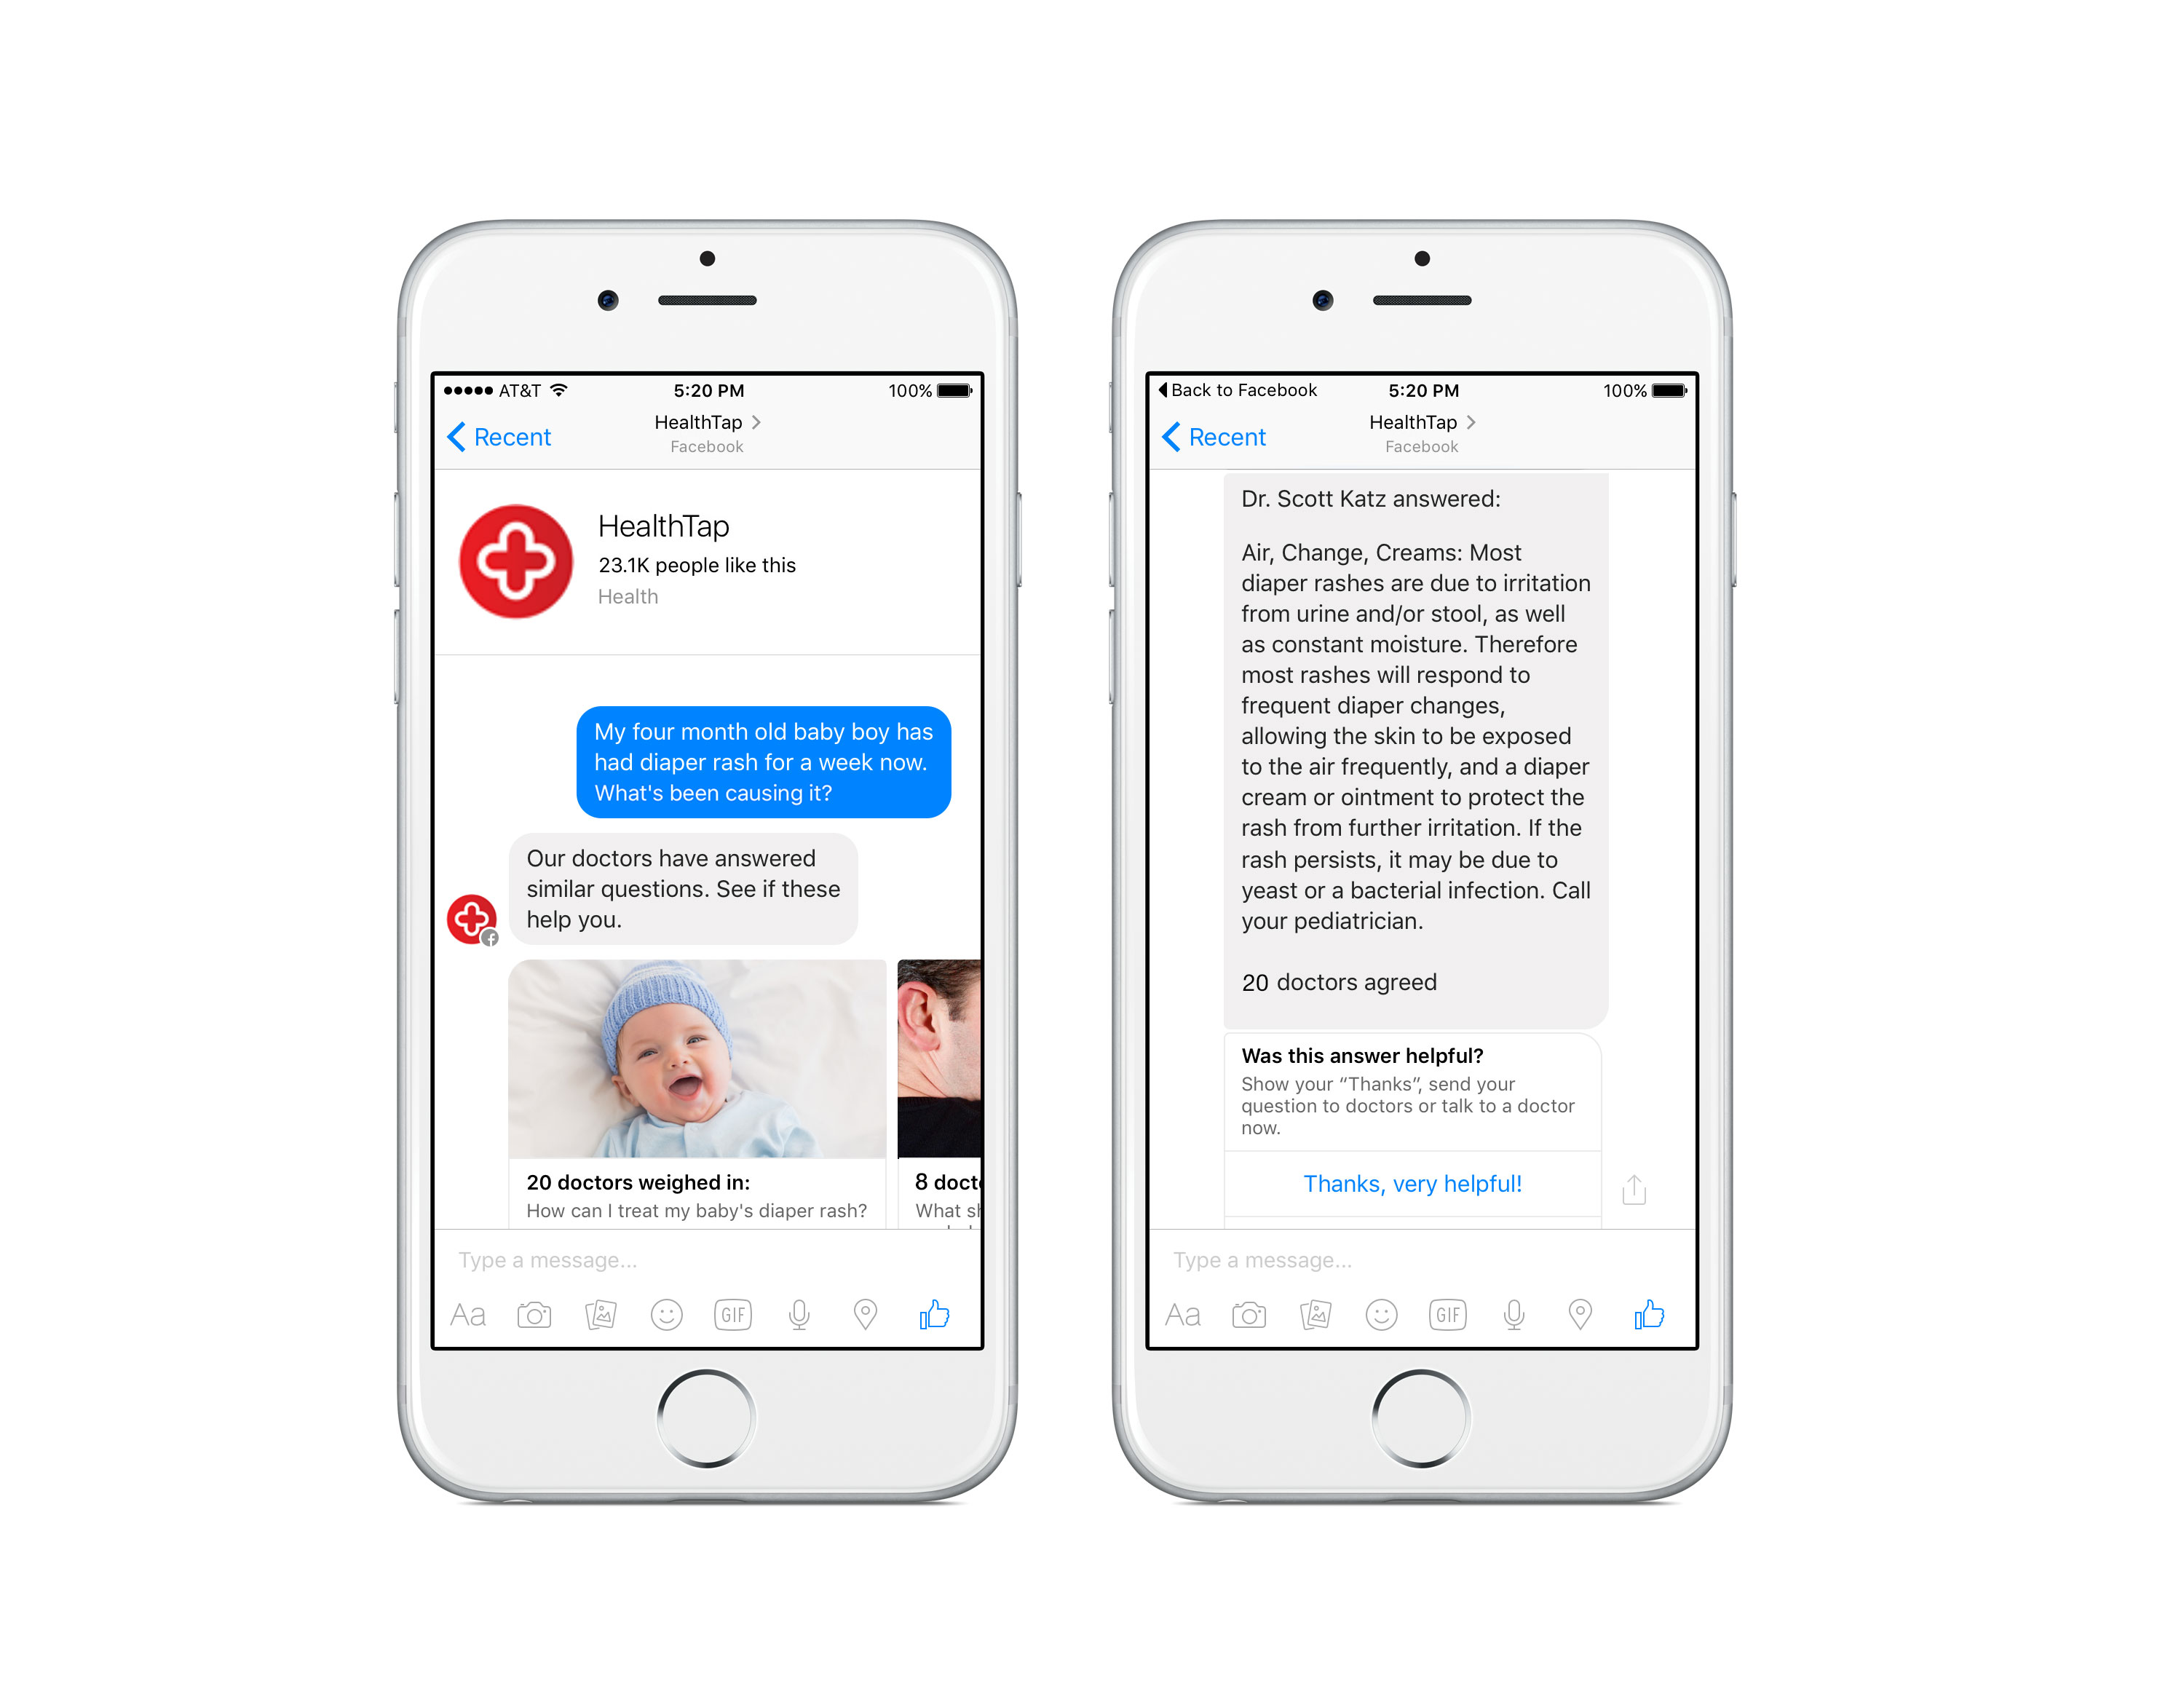 AT&T 5:20 PM 100%
Recent
HealthTap
Facebook
HealthTap
23.1K people like this
Health
My four month old baby boy has
had diaper rash for a week now.
What's been causing it?
Our doctors have answered
similar questions. See if these
help you.
20 doctors weighed in:
How can I treat my baby's diaper rash?
8
What
Type a message...
Aa GIF
Back to Facebook 5:20 PM 100%
Recent
HealthTap
Facebook
Dr. Scott Katz answered:
Air, Change, Creams: Most
diaper rashes are due to irritation
from urine and/or stool, as well
as constant moisture. Therefore
most rashes will respond to
frequent diaper changes,
allowing the skin to be exposed
to the air frequently, and a diaper
cream or ointment to protect the
rash from further irritation. If the
rash persists, it may be due to
yeast or a bacterial infection. Call
your pediatrician.
20 doctors agreed
Was this answer helpful?
Show your “Thanks”, send your
question to doctors or talk to a doctor
now.
Thanks, very helpful!
Type a message...
Aa GIF